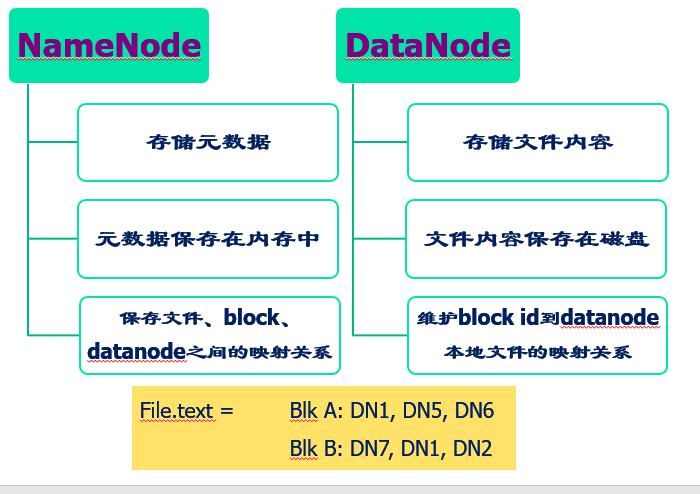 NameNode
存储元数据
元数据保存在内存中
保存文件、block、
datanode之间的映射关系
DataNode
存储文件内容
文件内容保存在磁盘
维护block id到datanode
本地文件的映射关系
File.text = Blk A: DN1, DN5, DN6
Blk B: DN7, DN1, DN2